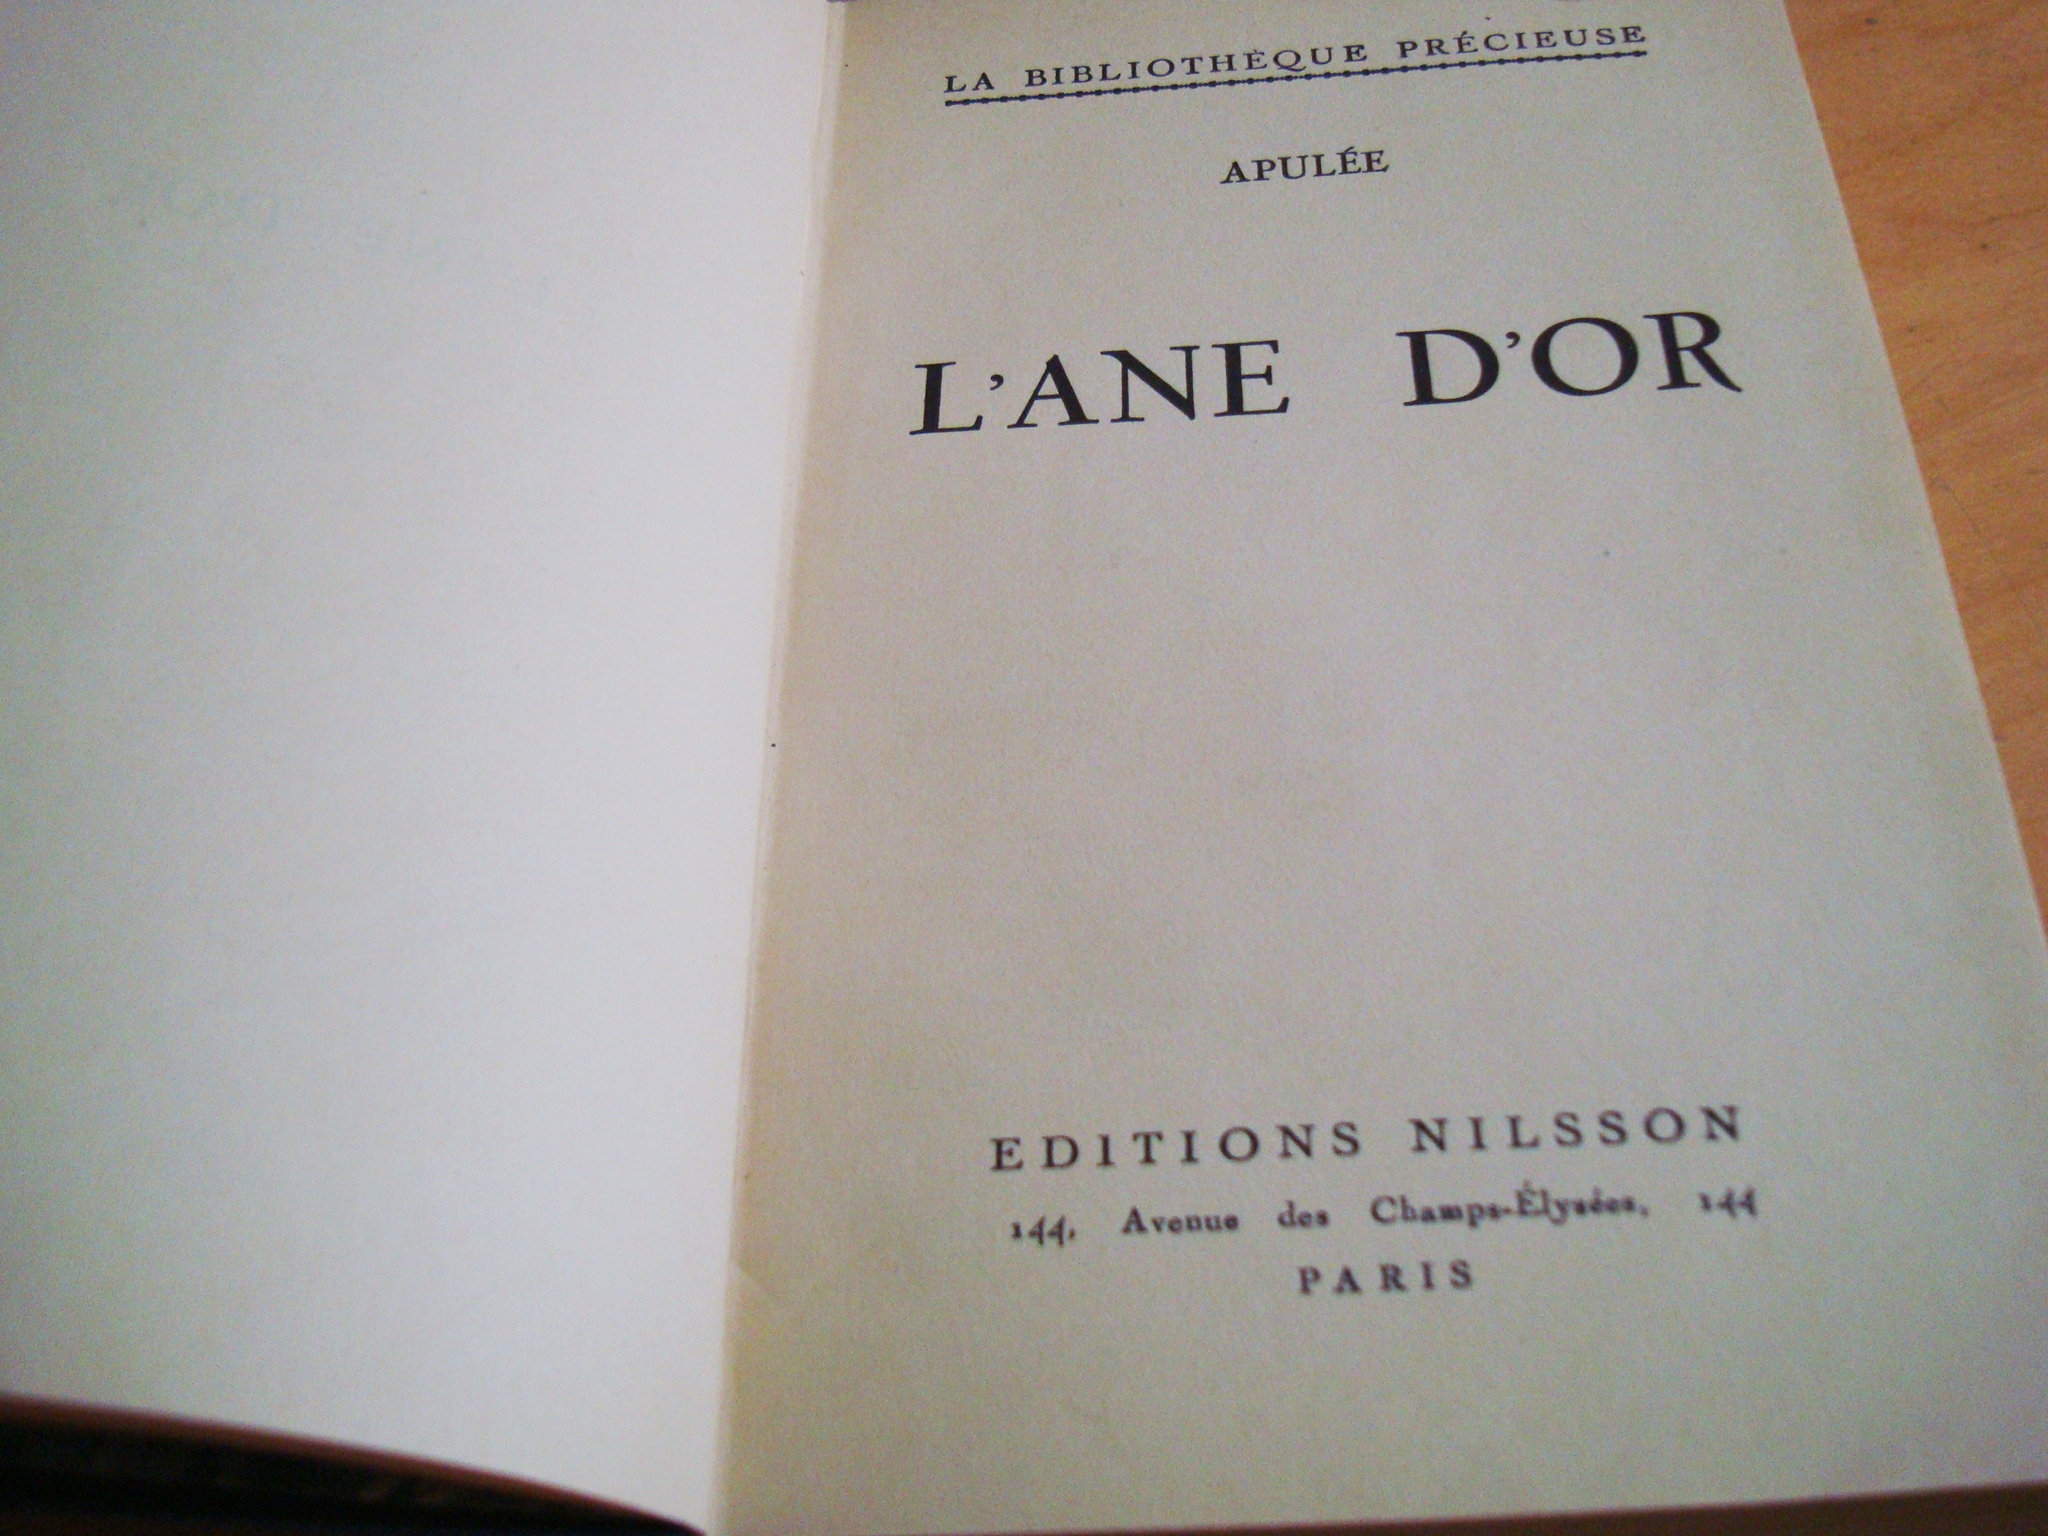 LA BIBLIOTHÈQUE PRÉCIEUSE
APULÉE
L'ANE D'OR
EDITIONS NILSSON
144, Avenue des Champs-Élysées, 144
PARIS